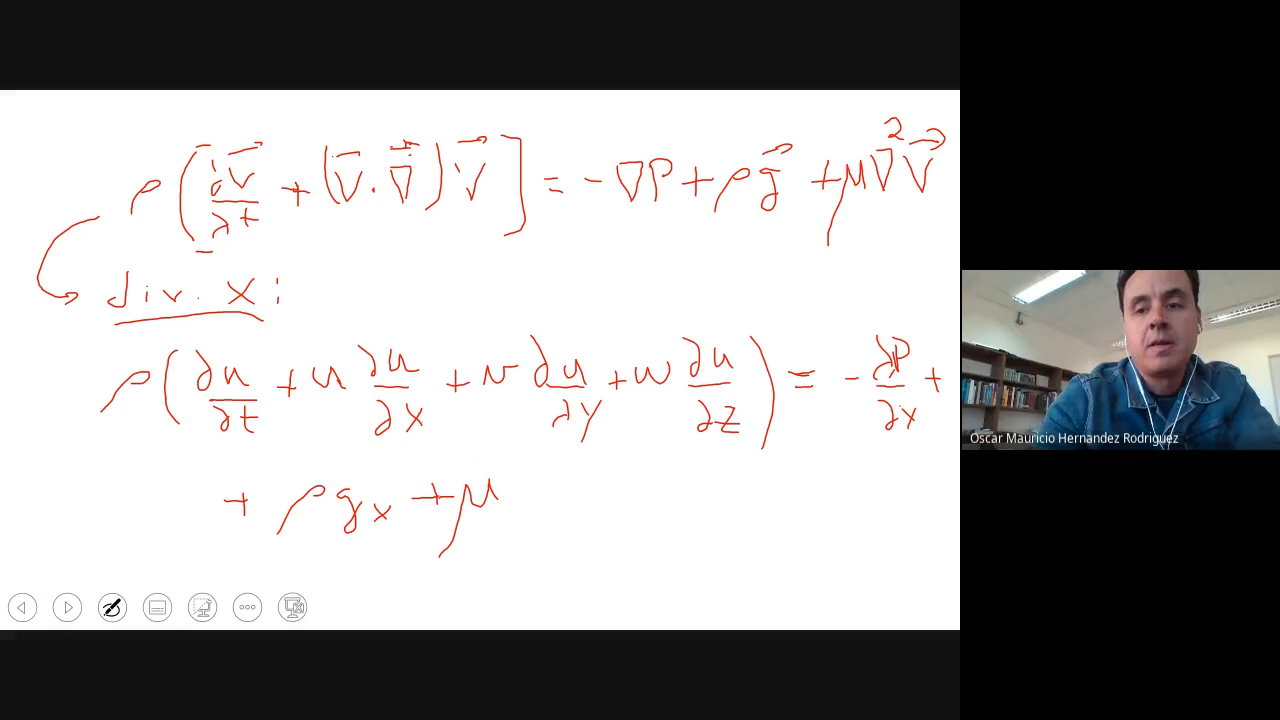 ρ[∂V⃗/∂t + (V⃗·∇⃗)V⃗] = -∇P + ρg⃗ + μ∇²V⃗
div. x:
ρ(∂u/∂t + u ∂u/∂x + v ∂u/∂y + w ∂u/∂z) = - ∂P/∂x +
+ ρgx + μ
Oscar Mauricio Hernandez Rodriguez